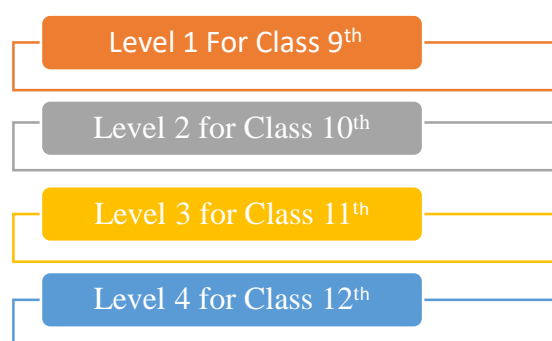 Level 1 For Class 9th
Level 2 for Class 10th
Level 3 for Class 11th
Level 4 for Class 12th